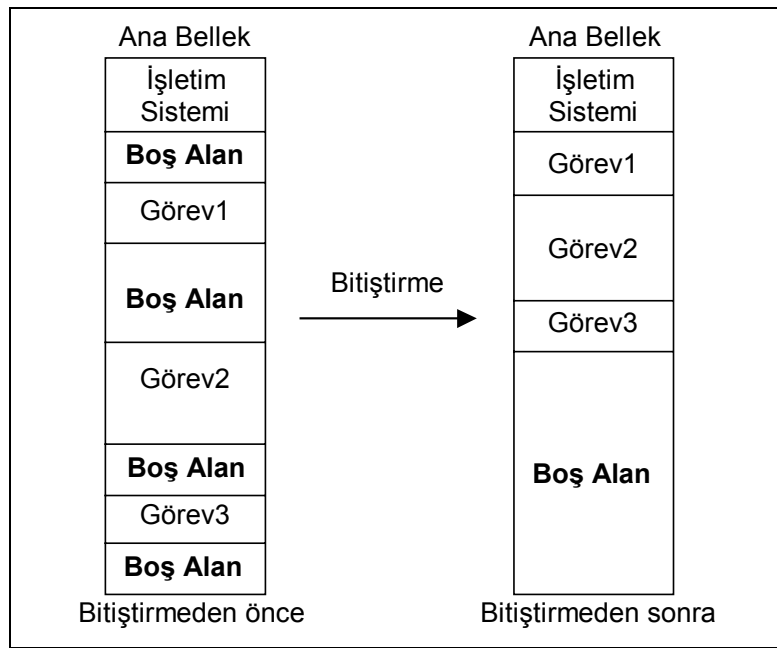 Ana Bellek
İşletim
Sistemi
Boş Alan
Görev1
Boş Alan
Görev2
Boş Alan
Görev3
Boş Alan
Bitiştirmeden önce
Bitiştirme
Ana Bellek
İşletim
Sistemi
Görev1
Görev2
Görev3
Boş Alan
Bitiştirmeden sonra